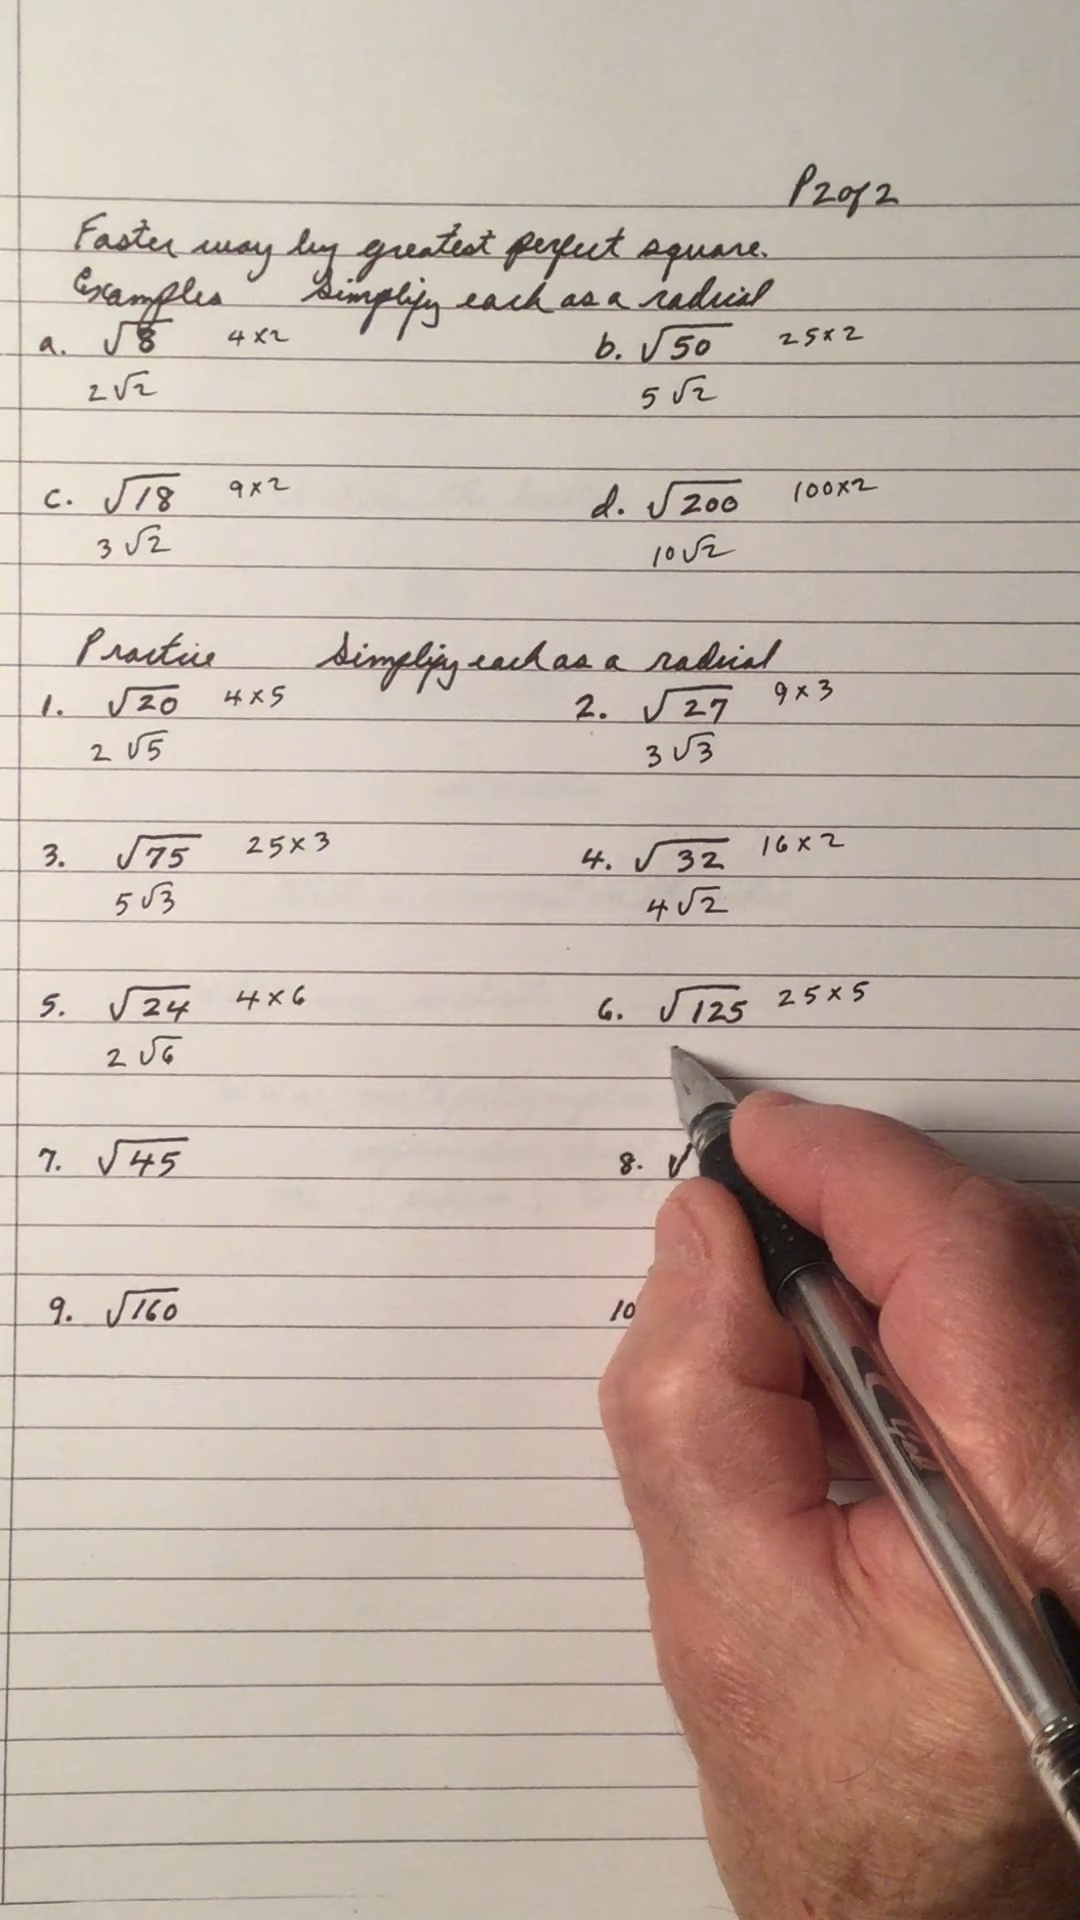 P2of2
Faster way by greatest perfect square.
Examples Simplify each as a radical
a. √8 4×2 b. √50 25×2
2√2 5√2
c. √18 9×2 d. √200 100×2
3√2 10√2
Practice Simplify each as a radical
1. √20 4×5 2. √27 9×3
2√5 3√3
3. √75 25×3 4. √32 16×2
5√3 4√2
5. √24 4×6 6. √125 25×5
2√6
7. √45 8. √
9. √160 10